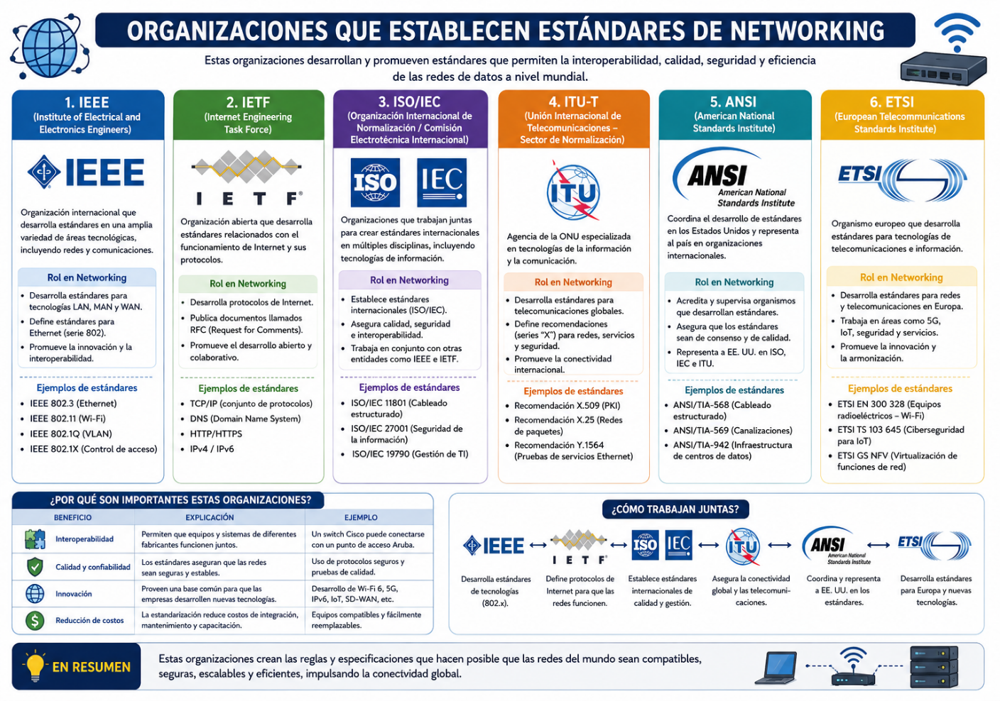 ORGANIZACIONES QUE ESTABLECEN ESTÁNDARES DE NETWORKING
Estas organizaciones desarrollan y promueven estándares que permiten la interoperabilidad, calidad, seguridad y eficiencia
de las redes de datos a nivel mundial.
1. IEEE
(Institute of Electrical and
Electronics Engineers)
IEEE
Organización internacional que
desarrolla estándares en una amplia
variedad de áreas tecnológicas,
incluyendo redes y comunicaciones.
Rol en Networking
• Desarrolla estándares para
tecnologías LAN, MAN y WAN.
• Define estándares para
Ethernet (serie 802).
• Promueve la innovación y la
interoperabilidad.
Ejemplos de estándares
• IEEE 802.3 (Ethernet)
• IEEE 802.11 (Wi-Fi)
• IEEE 802.1Q (VLAN)
• IEEE 802.1X (Control de acceso)
2. IETF
(Internet Engineering
Task Force)
I E T F®
Organización abierta que desarrolla
estándares relacionados con el
funcionamiento de Internet y sus
protocolos.
Rol en Networking
• Desarrolla protocolos de Internet.
• Publica documentos llamados
RFC (Request for Comments).
• Promueve el desarrollo abierto y
colaborativo.
Ejemplos de estándares
• TCP/IP (conjunto de protocolos)
• DNS (Domain Name System)
• HTTP/HTTPS
• IPv4 / IPv6
3. ISO/IEC
(Organización Internacional de
Normalización / Comisión
Electrotécnica Internacional)
ISO IEC
Organizaciones que trabajan juntas
para crear estándares internacionales
en múltiples disciplinas, incluyendo
tecnologías de información.
Rol en Networking
• Establece estándares
internacionales (ISO/IEC).
• Asegura calidad, seguridad
e interoperabilidad.
• Trabaja en conjunto con otras
entidades como IEEE e IETF.
Ejemplos de estándares
• ISO/IEC 11801 (Cableado
estructurado)
• ISO/IEC 27001 (Seguridad de
la información)
• ISO/IEC 19790 (Gestión de TI)
4. ITU-T
(Unión Internacional de
Telecomunicaciones –
Sector de Normalización)
ITU
Agencia de la ONU especializada
en tecnologías de la información
y la comunicación.
Rol en Networking
• Desarrolla estándares para
telecomunicaciones globales.
• Define recomendaciones
(series “X”) para redes, servicios
y seguridad.
• Promueve la conectividad
internacional.
Ejemplos de estándares
• Recomendación X.509 (PKI)
• Recomendación X.25 (Redes
de paquetes)
• Recomendación Y.1564
(Pruebas de servicios Ethernet)
5. ANSI
(American National
Standards Institute)
ANSI
American National
Standards Institute
Coordina el desarrollo de estándares
en los Estados Unidos y representa
al país en organizaciones
internacionales.
Rol en Networking
• Acredita y supervisa organismos
que desarrollan estándares.
• Asegura que los estándares
sean de consenso y de calidad.
• Representa a EE. UU. en ISO,
IEC e ITU.
Ejemplos de estándares
• ANSI/TIA-568 (Cableado
estructurado)
• ANSI/TIA-569 (Canalizaciones)
• ANSI/TIA-942 (Infraestructura
de centros de datos)
6. ETSI
(European Telecommunications
Standards Institute)
ETSI
Organismo europeo que desarrolla
estándares para tecnologías de
telecomunicaciones e información.
Rol en Networking
• Desarrolla estándares para redes
y telecomunicaciones en Europa.
• Trabaja en áreas como 5G,
IoT, seguridad y servicios.
• Promueve la innovación y
la armonización.
Ejemplos de estándares
• ETSI EN 300 328 (Equipos
radioeléctricos – Wi-Fi)
• ETSI TS 103 645 (Ciberseguridad
para IoT)
• ETSI GS NFV (Virtualización de
funciones de red)
¿POR QUÉ SON IMPORTANTES ESTAS ORGANIZACIONES?
BENEFICIO EXPLICACIÓN EJEMPLO
Interoperabilidad
Permiten que equipos y sistemas de diferentes
fabricantes funcionen juntos.
Un switch Cisco puede conectarse
con un punto de acceso Aruba.
Calidad y confiabilidad
Los estándares aseguran que las redes
sean seguras y estables.
Uso de protocolos seguros y
pruebas de calidad.
Innovación
Proveen una base común para que las
empresas desarrollen nuevas tecnologías.
Desarrollo de Wi-Fi 6, 5G,
IPv6, IoT, SD-WAN, etc.
Reducción de costos
La estandarización reduce costos de integración,
mantenimiento y capacitación.
Equipos compatibles y fácilmente
reemplazables.
¿CÓMO TRABAJAN JUNTAS?
IEEE
Desarrolla estándares
de tecnologías
(802.x).
I E T F®
Define protocolos de
Internet para que las
redes funcionen.
ISO IEC
Establece estándares
internacionales de
calidad y gestión.
ITU
Asegura la conectividad
global y las telecomuni-
caciones.
ANSI
American National
Standards Institute
Coordina y representa
a EE. UU. en los
estándares.
ETSI
Desarrolla estándares
para Europa y nuevas
tecnologías.
EN RESUMEN
Estas organizaciones crean las reglas y especificaciones que hacen posible que las redes del mundo sean compatibles,
seguras, escalables y eficientes, impulsando la conectvidad global.